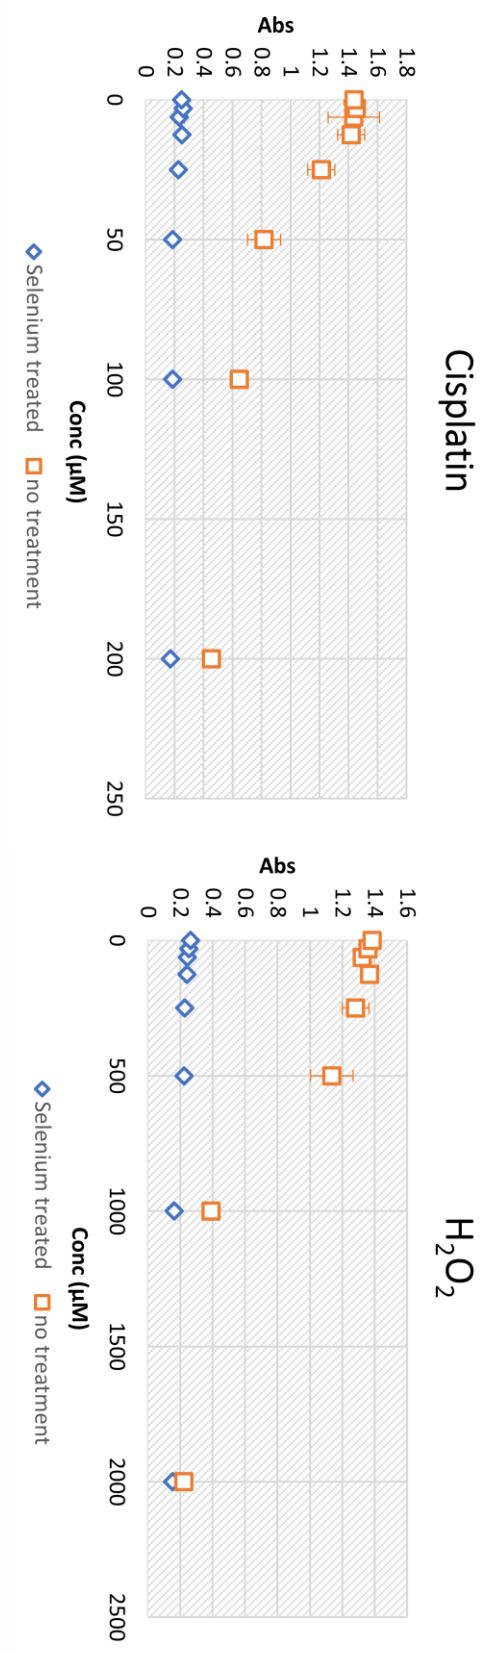 Cisplatin
Abs
1.8
1.6
1.4
1.2
1
0.8
0.6
0.4
0.2
0
0 50 100 150 200 250
Conc (µM)
Selenium treated no treatment
H₂O₂
Abs
1.6
1.4
1.2
1
0.8
0.6
0.4
0.2
0
0 500 1000 1500 2000 2500
Conc (µM)
Selenium treated no treatment